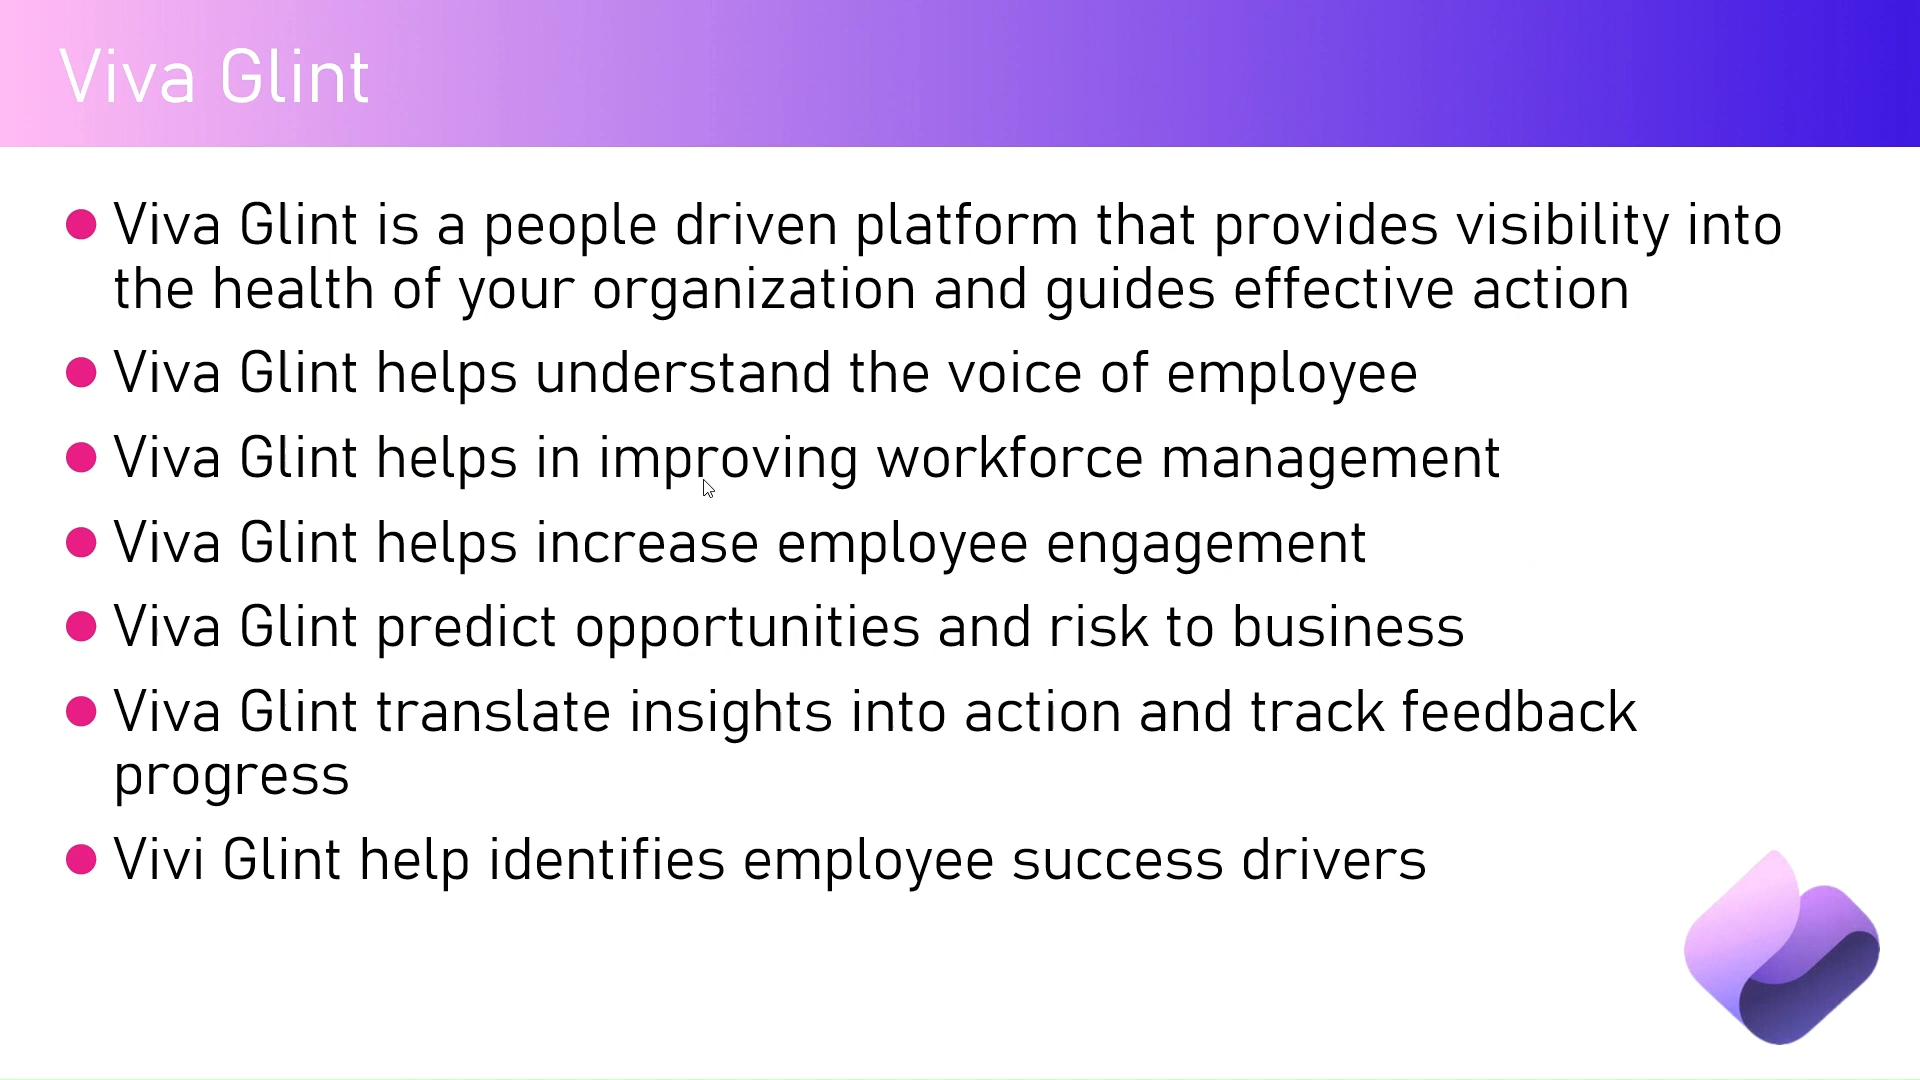 Viva Glint
Viva Glint is a people driven platform that provides visibility into
the health of your organization and guides effective action
Viva Glint helps understand the voice of employee
Viva Glint helps in improving workforce management
Viva Glint helps increase employee engagement
Viva Glint predict opportunities and risk to business
Viva Glint translate insights into action and track feedback
progress
Vivi Glint help identifies employee success drivers